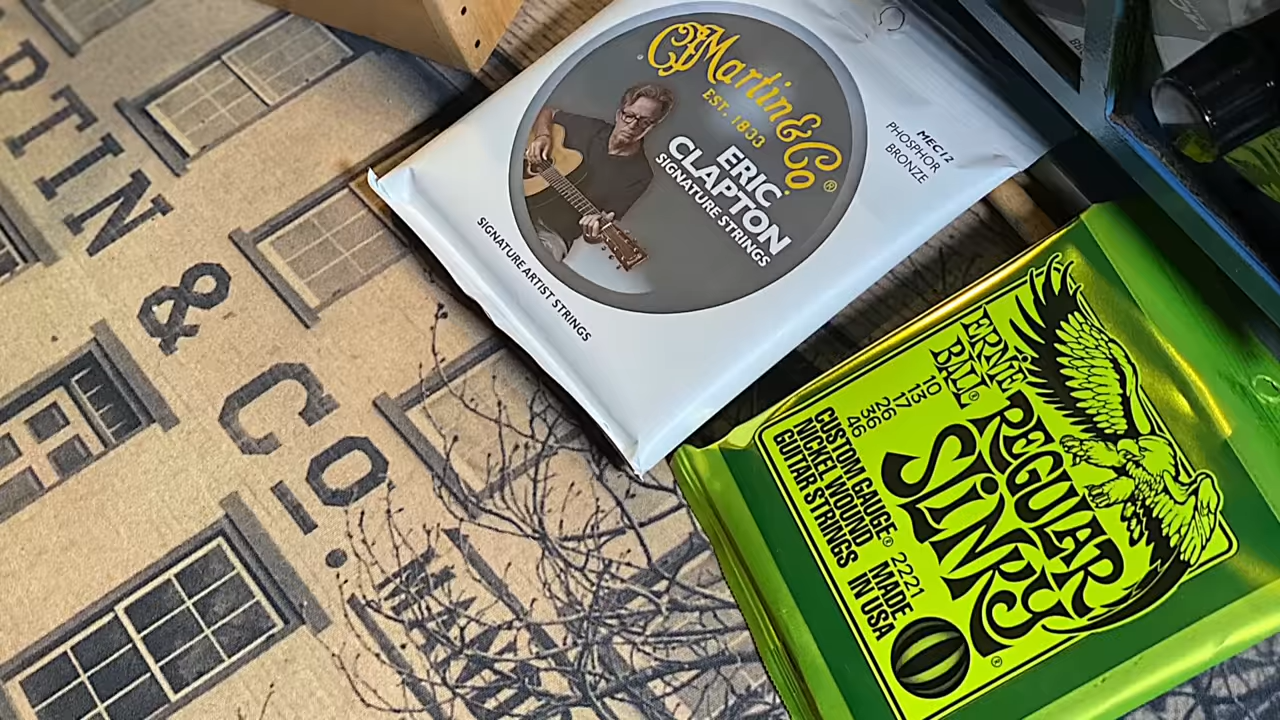 RTIN
& Co.
C.F. Martin & Co®
EST. 1833
ERIC
CLAPTON
SIGNATURE STRINGS
SIGNATURE ARTIST STRINGS
MEC12
PHOSPHOR
BRONZE
ERNIE
BALL®
REGULAR
SLINKY®
10
13
17
26
36
46
CUSTOM GAUGE® 2221
NICKEL WOUND MADE
GUITAR STRINGS IN USA